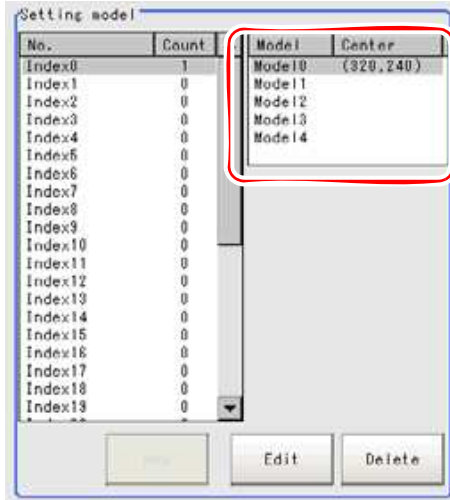 Setting model
No. Count
Index0 1
Index1 0
Index2 0
Index3 0
Index4 0
Index5 0
Index6 0
Index7 0
Index8 0
Index9 0
Index10 0
Index11 0
Index12 0
Index13 0
Index14 0
Index15 0
Index16 0
Index17 0
Index18 0
Index19 0
Model Center
Model0 (320,240)
Model1
Model2
Model3
Model4
Edit
Delete